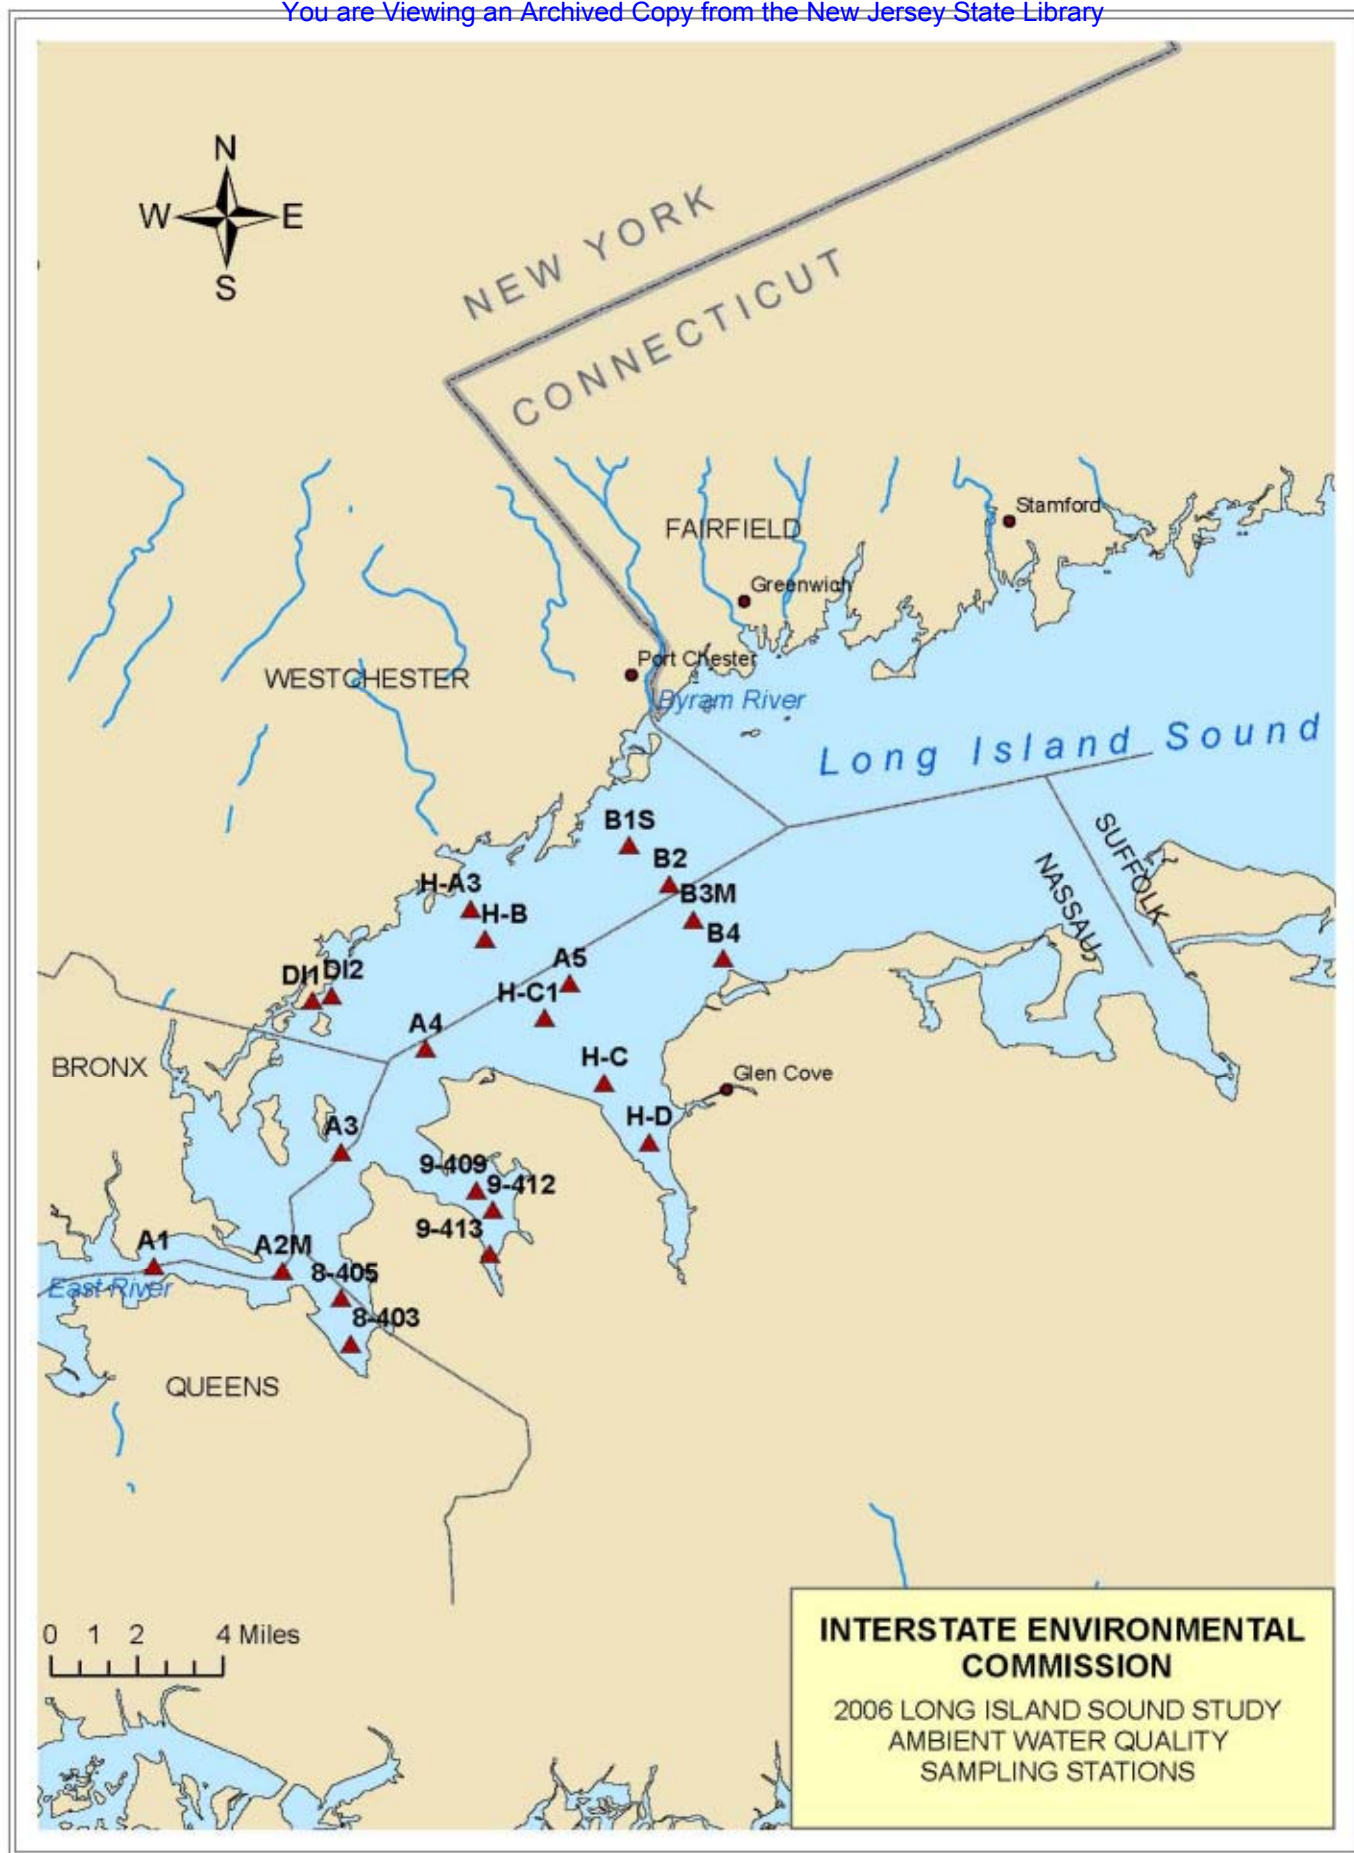 You are Viewing an Archived Copy from the New Jersey State Library
N
W E
S
NEW YORK
CONNECTICUT
Stamford
FAIRFIELD
Greenwich
Port Chester
WESTCHESTER
Byram River
Long Island Sound
B1S
SUFFOLK
B2
NASSAU
H-A3
B3M
H-B
B4
A5
DI1
DI2
H-C1
A4
H-C
BRONX
Glen Cove
H-D
A3
9-409
9-412
9-413
A1
A2M
8-405
East River
8-403
QUEENS
0 1 2 4 Miles
INTERSTATE ENVIRONMENTAL
COMMISSION
2006 LONG ISLAND SOUND STUDY
AMBIENT WATER QUALITY
SAMPLING STATIONS